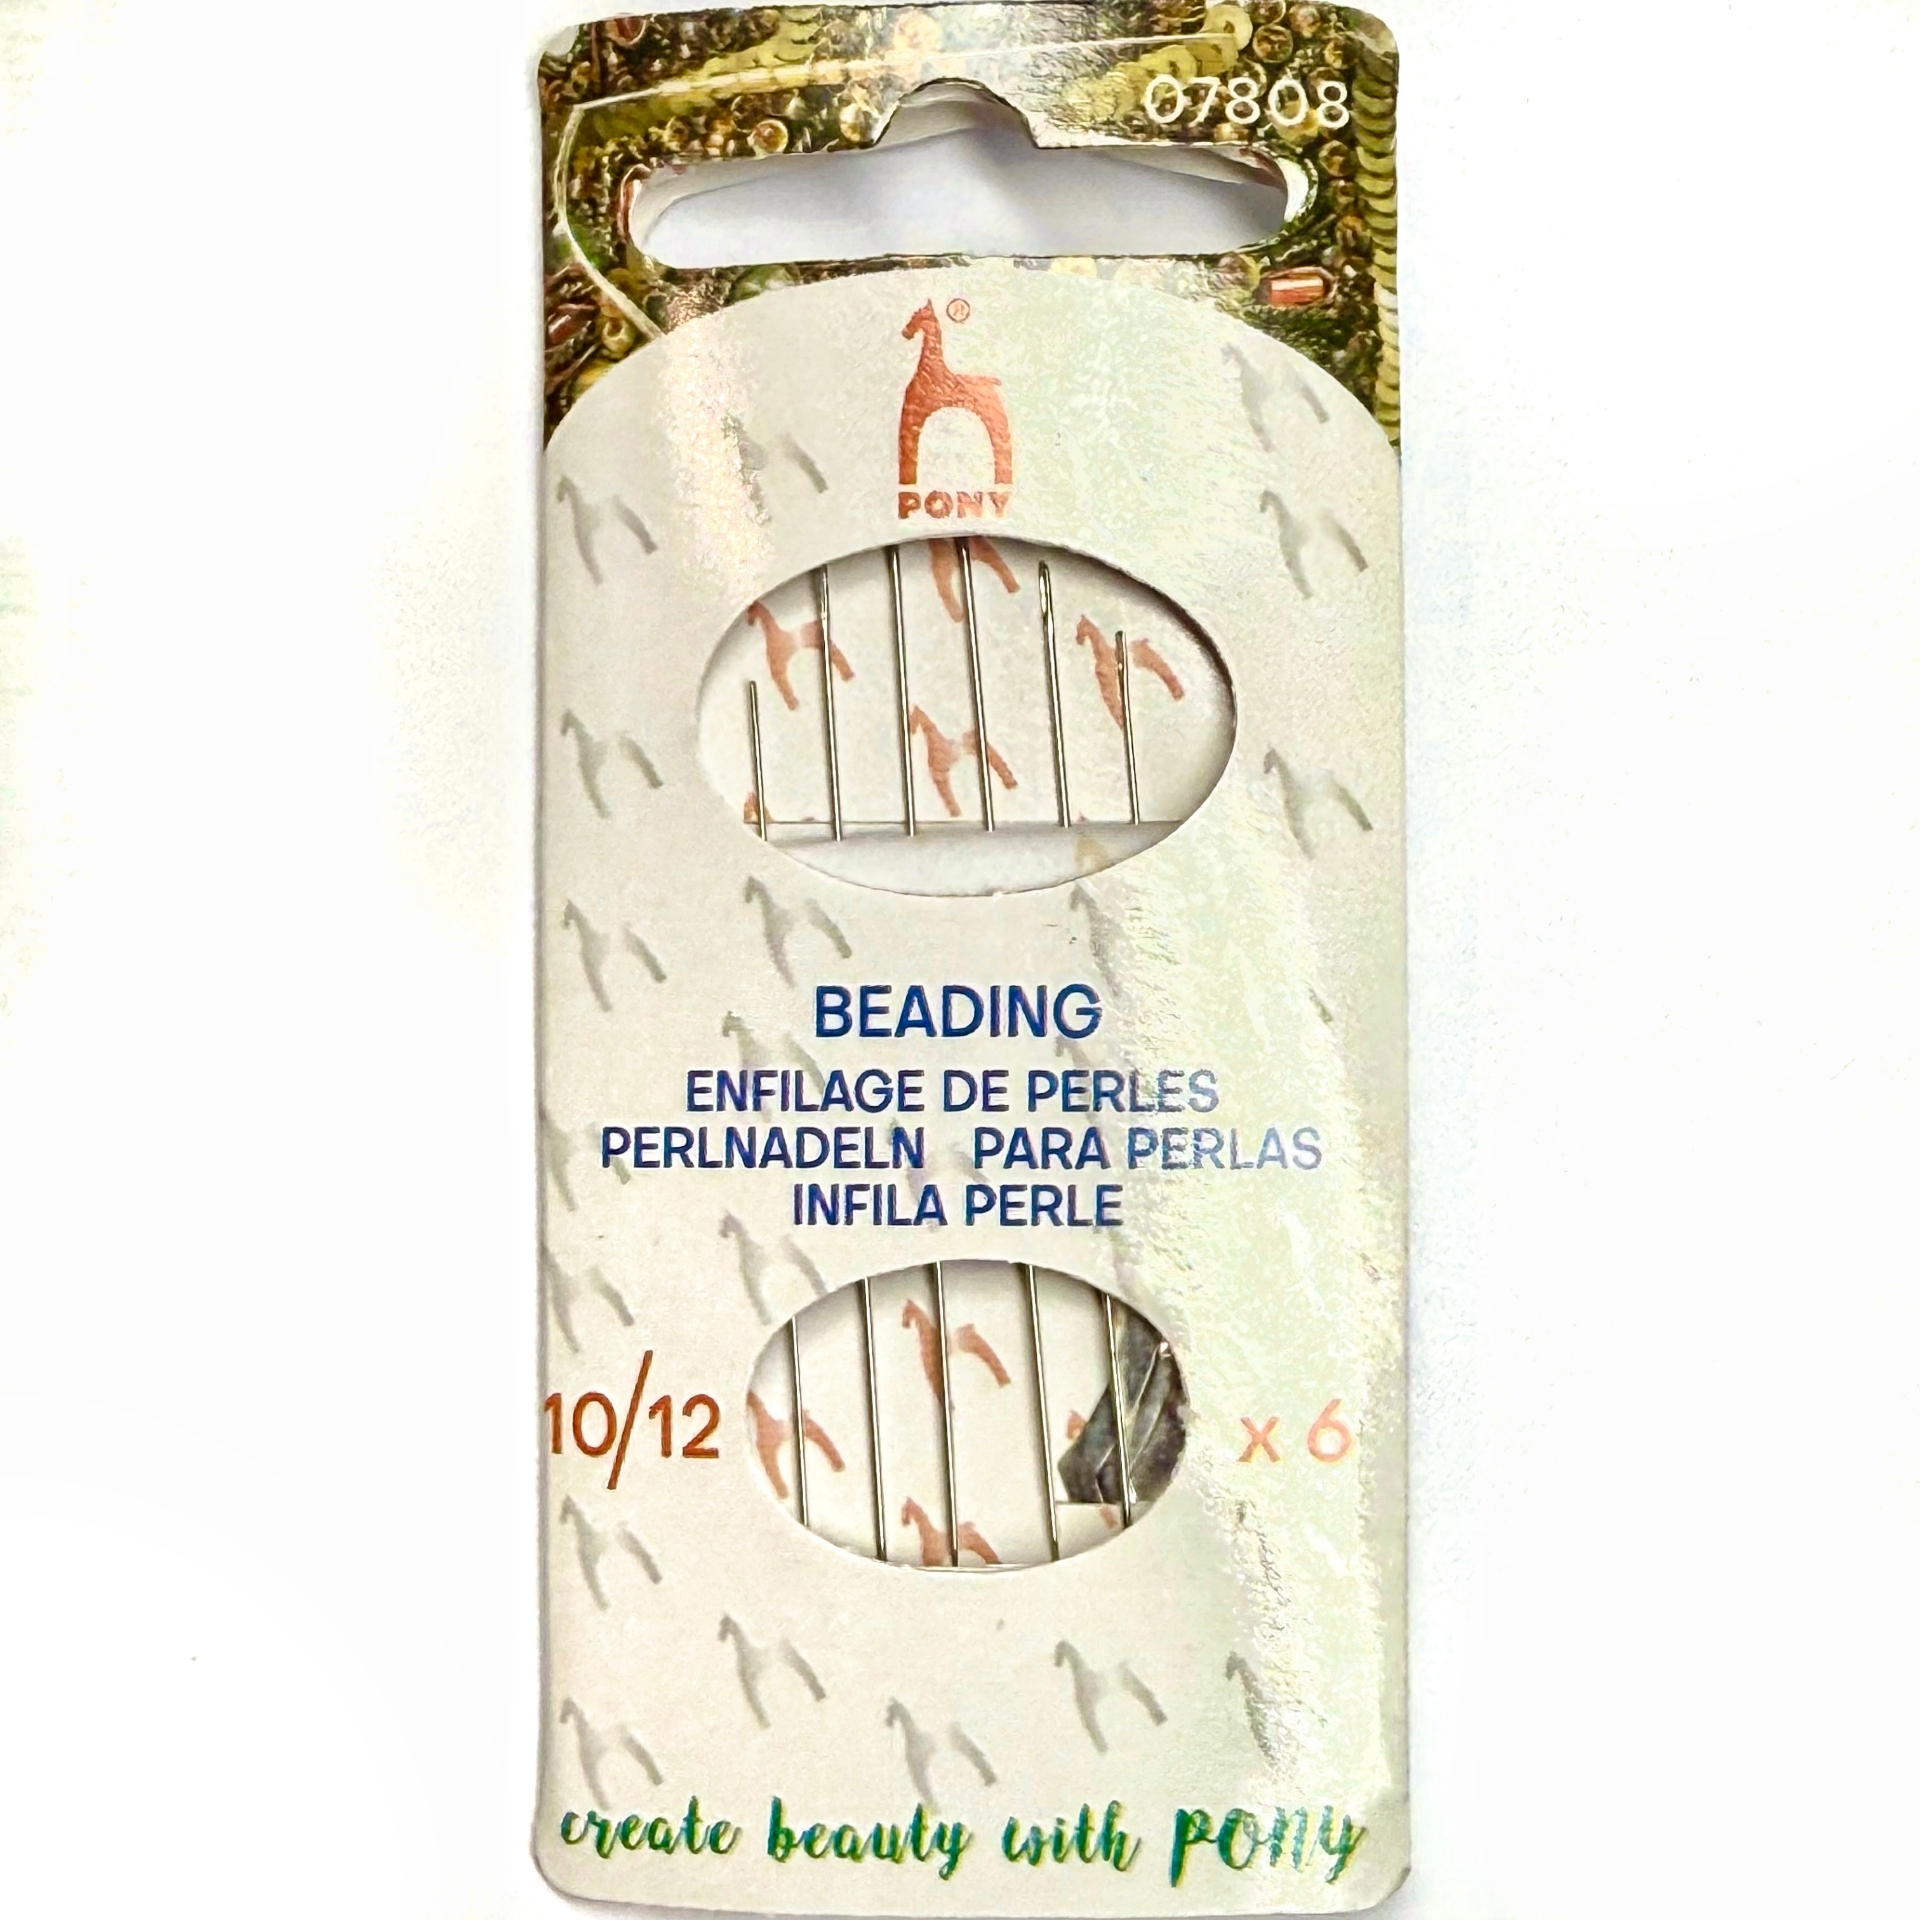 07808
®
PONY
BEADING
ENFILAGE DE PERLES
PERLNADELN PARA PERLAS
INFILA PERLE
10/12
x 6
create beauty with PONY